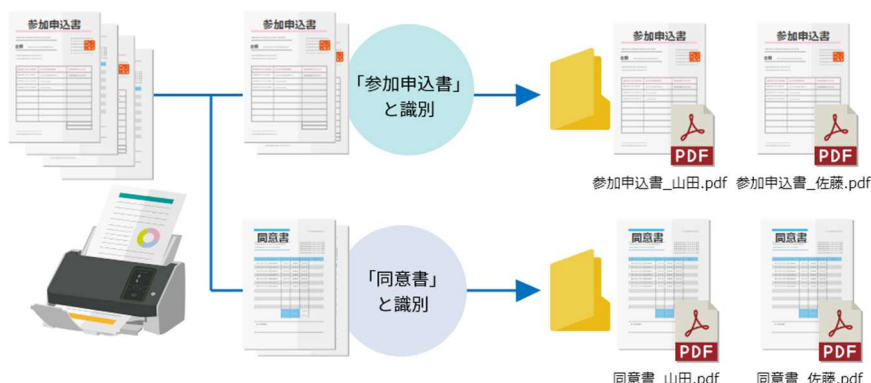 参加申込書
参加申込書
「参加申込書」
と識別
参加申込書
参加申込書
PDF
PDF
参加申込書_山田.pdf
参加申込書_佐藤.pdf
同意書
「同意書」
と識別
同意書
同意書
PDF
PDF
同意書_山田.pdf
同意書_佐藤.pdf